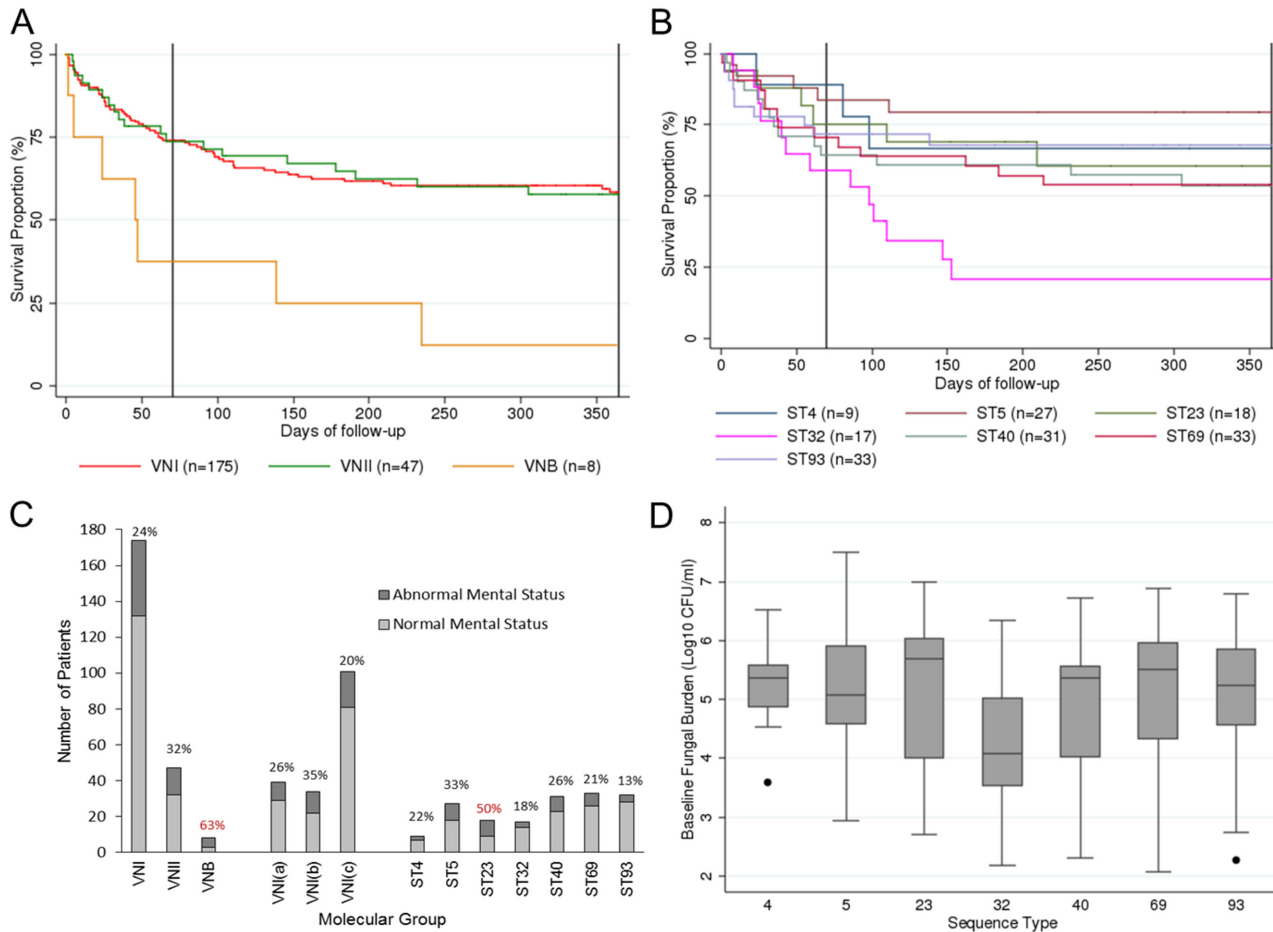 A
100
75
50
25
0
Survival Proportion (%)
0 50 100 150 200 250 300 350
Days of follow-up
VNI (n=175) VNII (n=47) VNB (n=8)
B
100
75
50
25
0
Survival Proportion (%)
0 50 100 150 200 250 300 350
Days of follow-up
ST4 (n=9) ST5 (n=27) ST23 (n=18)
ST32 (n=17) ST40 (n=31) ST69 (n=33)
ST93 (n=33)
C
180
160
140
120
100
80
60
40
20
0
Number of Patients
Abnormal Mental Status
Normal Mental Status
24% 32% 63% 26% 35% 20% 22% 33% 50% 18% 26% 21% 13%
VNI VNII VNB VNI(a) VNI(b) VNI(c) ST4 ST5 ST23 ST32 ST40 ST69 ST93
Molecular Group
D
8
7
6
5
4
3
2
Baseline Fungal Burden (Log10 CFU/ml)
4 5 23 32 40 69 93
Sequence Type